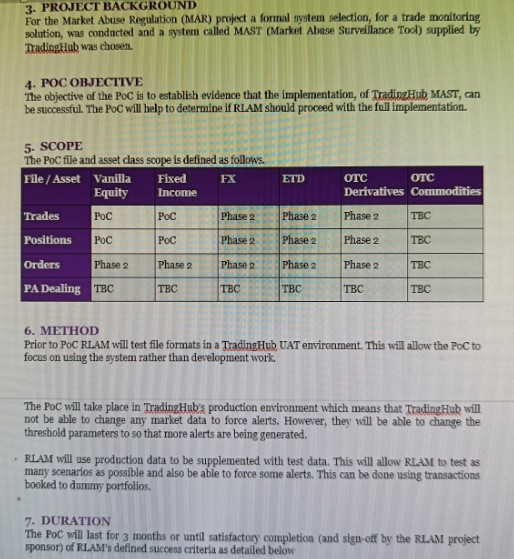 3. PROJECT BACKGROUND
For the Market Abuse Regulation (MAR) project a formal system selection, for a trade monitoring
solution, was conducted and a system called MAST (Market Abuse Surveillance Tool) supplied by
TradingHub was chosen.
4. POC OBJECTIVE
The objective of the PoC is to establish evidence that the implementation, of TradingHub MAST, can
be successful. The PoC will help to determine if RLAM should proceed with the full implementation.
5. SCOPE
The PoC file and asset class scope is defined as follows.
File / Asset Vanilla Equity Fixed Income FX ETD OTC Derivatives OTC Commodities
Trades PoC PoC Phase 2 Phase 2 Phase 2 TBC
Positions PoC PoC Phase 2 Phase 2 Phase 2 TBC
Orders Phase 2 Phase 2 Phase 2 Phase 2 Phase 2 TBC
PA Dealing TBC TBC TBC TBC TBC TBC
6. METHOD
Prior to PoC RLAM will test file formats in a TradingHub UAT environment. This will allow the PoC to
focus on using the system rather than development work.
The PoC will take place in TradingHub's production environment which means that TradingHub will
not be able to change any market data to force alerts. However, they will be able to change the
threshold parameters to so that more alerts are being generated.
RLAM will use production data to be supplemented with test data. This will allow RLAM to test as
many scenarios as possible and also be able to force some alerts. This can be done using transactions
booked to dummy portfolios.
7. DURATION
The PoC will last for 3 months or until satisfactory completion (and sign-off by the RLAM project
sponsor) of RLAM's defined success criteria as detailed below